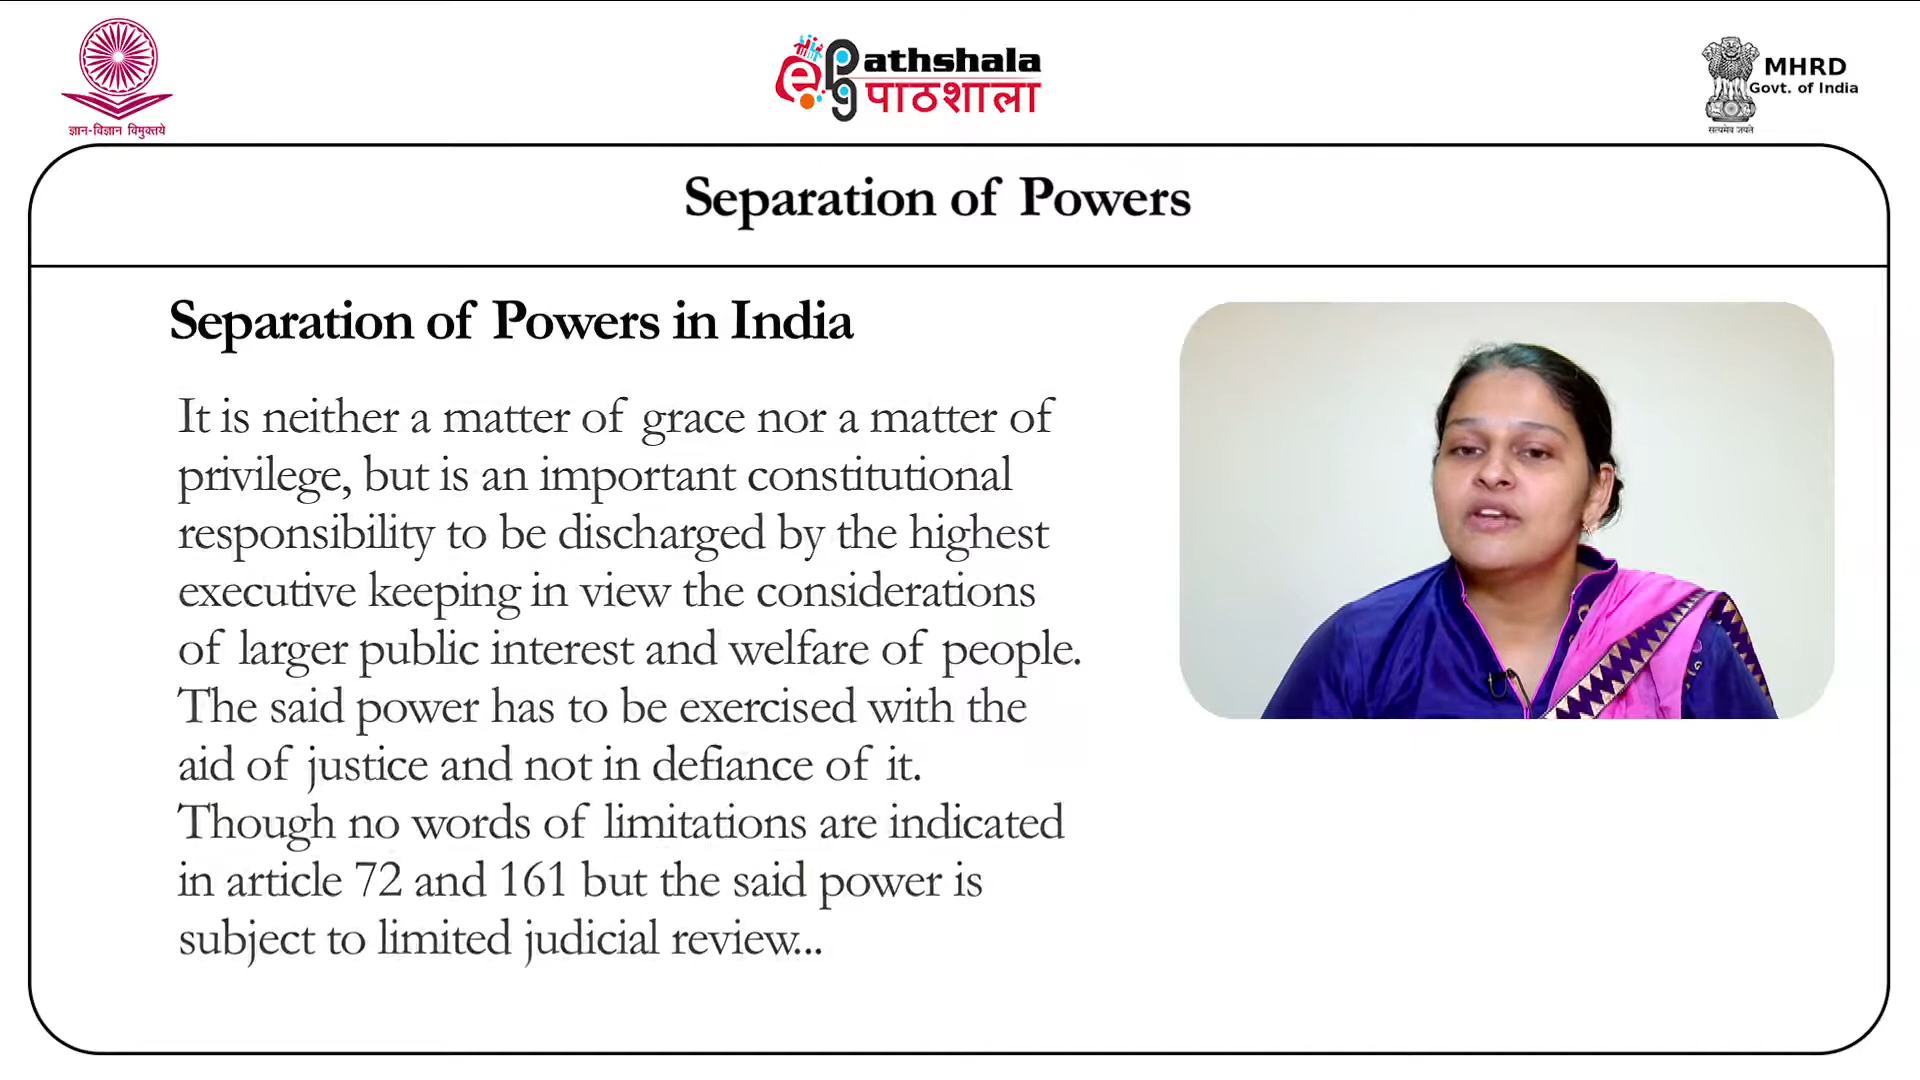 ज्ञान-विज्ञान विमुक्तये
ePG athshala
पाठशाला
MHRD
Govt. of India
सत्यमेव जयते
Separation of Powers
Separation of Powers in India
It is neither a matter of grace nor a matter of
privilege, but is an important constitutional
responsibility to be discharged by the highest
executive keeping in view the considerations
of larger public interest and welfare of people.
The said power has to be exercised with the
aid of justice and not in defiance of it.
Though no words of limitations are indicated
in article 72 and 161 but the said power is
subject to limited judicial review...